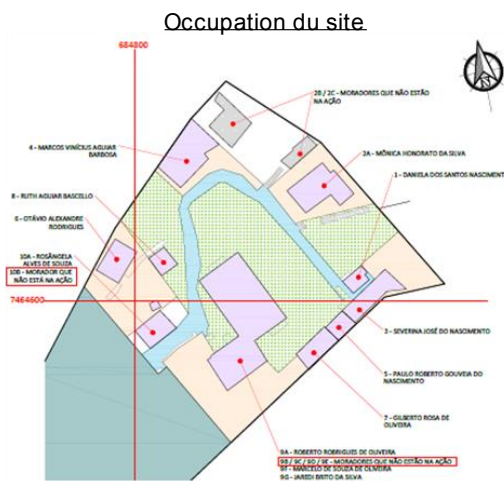 Occupation du site
684800
2B / 2C - MORADORES QUE NÃO ESTÃO
NA AÇÃO
4 - MARCOS VINÍCIUS AGUIAR
BARBOSA
2A - MÔNICA HONORATO DA SILVA
1 - DANIELA DOS SANTOS NASCIMENT
8 - RUTH AGUIAR BASCELLO
6 - OTÁVIO ALEXANDRE
RODRIGUES
10A - ROSÂNGELA
ALVES DE SOUZA
10B - MORADOR QUE
NÃO ESTÁ NA AÇÃO
7464600
3 - SEVERINA JOSÉ DO NASCIMENTO
5 - PAULO ROBERTO GOUVEIA DO
NASCIMENTO
7 - GILBERTO ROSA DE
OLIVEIRA
9A - ROBERTO RODRIGUES DE OLIVEIRA
9B / 9C / 9D / 9E - MORADORES QUE NÃO ESTÃO NA AÇÃO
9F - MARCELO DE SOUZA DE OLIVEIRA
9G - JAREDI BRITO DA SILVA